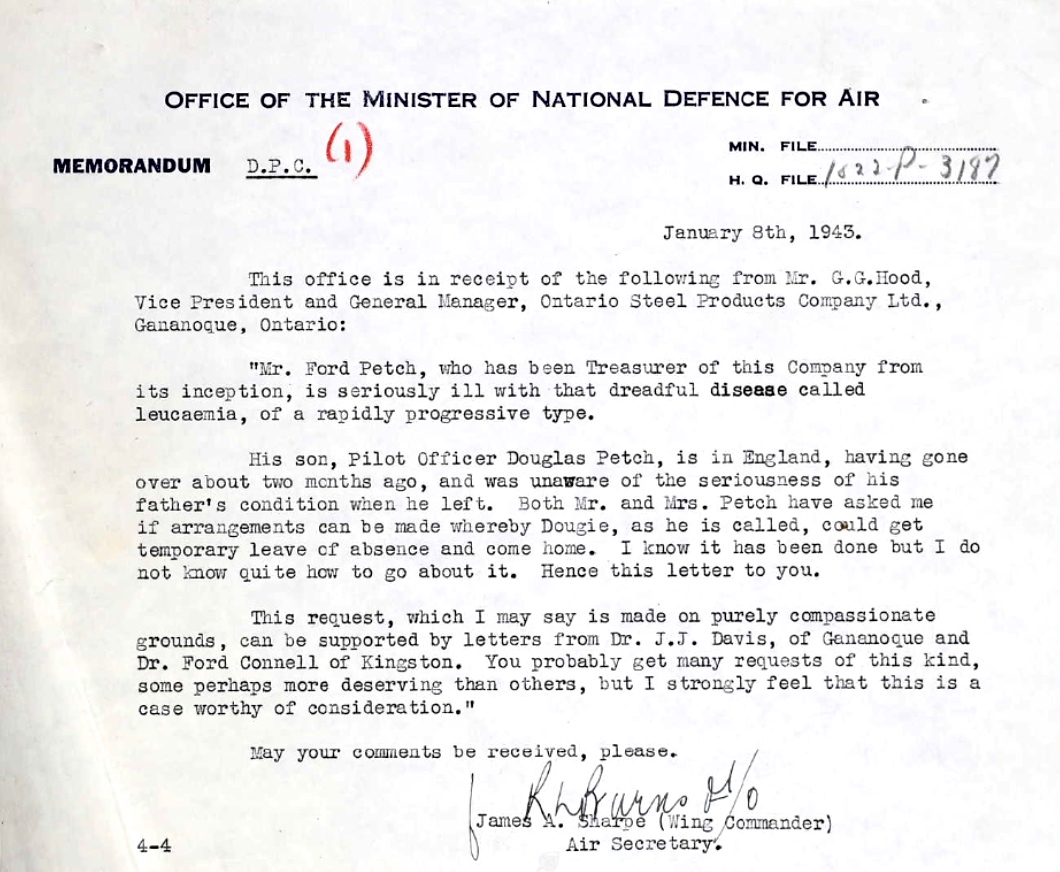 OFFICE OF THE MINISTER OF NATIONAL DEFENCE FOR AIR
MEMORANDUM D.P.C. (1)
MIN. FILE
H. Q. FILE 1822-P-3187
January 8th, 1943.
This office is in receipt of the following from Mr. G.G.Hood,
Vice President and General Manager, Ontario Steel Products Company Ltd.,
Gananoque, Ontario:
"Mr. Ford Petch, who has been Treasurer of this Company from
its inception, is seriously ill with that dreadful disease called
leucaemia, of a rapidly progressive type.
His son, Pilot Officer Douglas Petch, is in England, having gone
over about two months ago, and was unaware of the seriousness of his
father's condition when he left. Both Mr. and Mrs. Petch have asked me
if arrangements can be made whereby Dougie, as he is called, could get
temporary leave of absence and come home. I know it has been done but I do
not know quite how to go about it. Hence this letter to you.
This request, which I may say is made on purely compassionate
grounds, can be supported by letters from Dr. J.J. Davis, of Gananoque and
Dr. Ford Connell of Kingston. You probably get many requests of this kind,
some perhaps more deserving than others, but I strongly feel that this is a
case worthy of consideration."
May your comments be received, please.
R L Burns F/O
James A. Sharpe (Wing Commander)
4-4 Air Secretary.